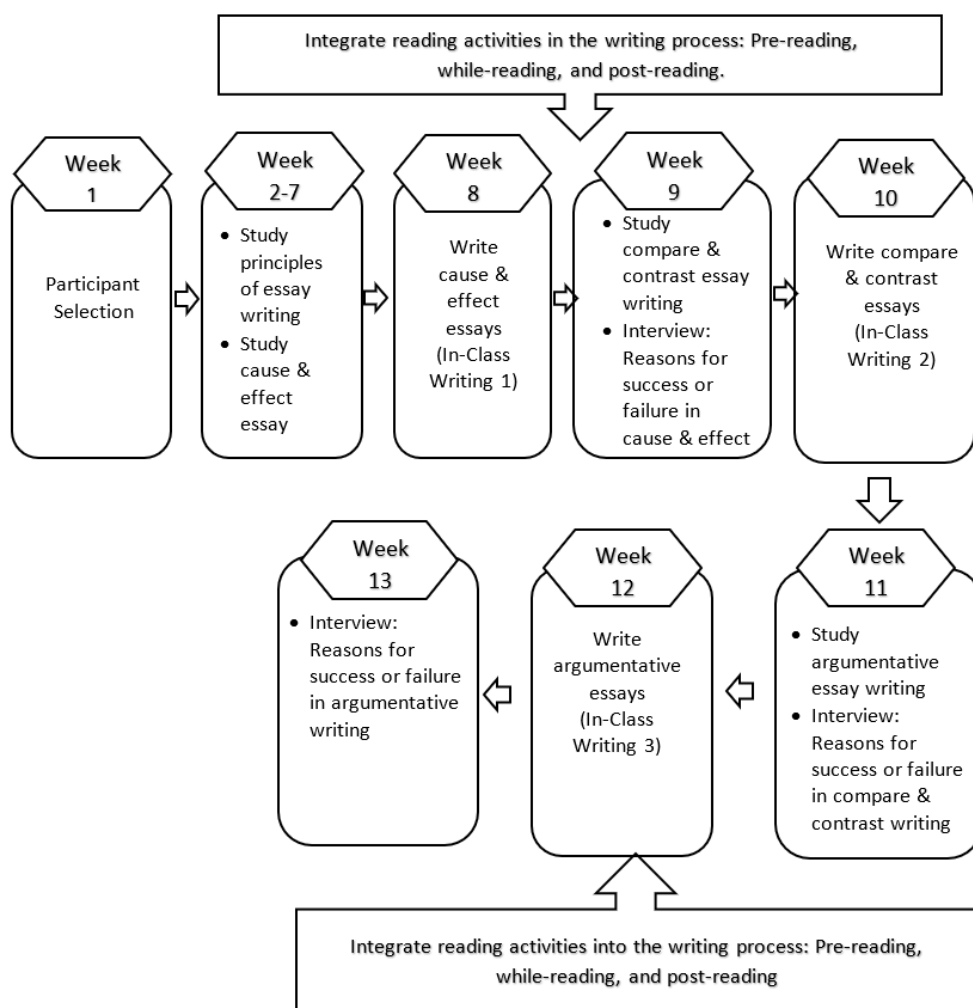 Integrate reading activities in the writing process: Pre-reading,
while-reading, and post-reading.
Week
1
Participant
Selection
Week
2-7
• Study
principles
of essay
writing
• Study
cause &
effect
essay
Week
8
Write
cause &
effect
essays
(In-Class
Writing 1)
Week
9
• Study
compare &
contrast essay
writing
• Interview:
Reasons for
success or
failure in
cause & effect
Week
10
Write compare
& contrast
essays
(In-Class
Writing 2)
Week
11
• Study
argumentative
essay writing
• Interview:
Reasons for
success or failure
in compare &
contrast writing
Week
12
Write
argumentative
essays
(In-Class
Writing 3)
Week
13
• Interview:
Reasons for
success or failure
in argumentative
writing
Integrate reading activities into the writing process: Pre-reading,
while-reading, and post-reading